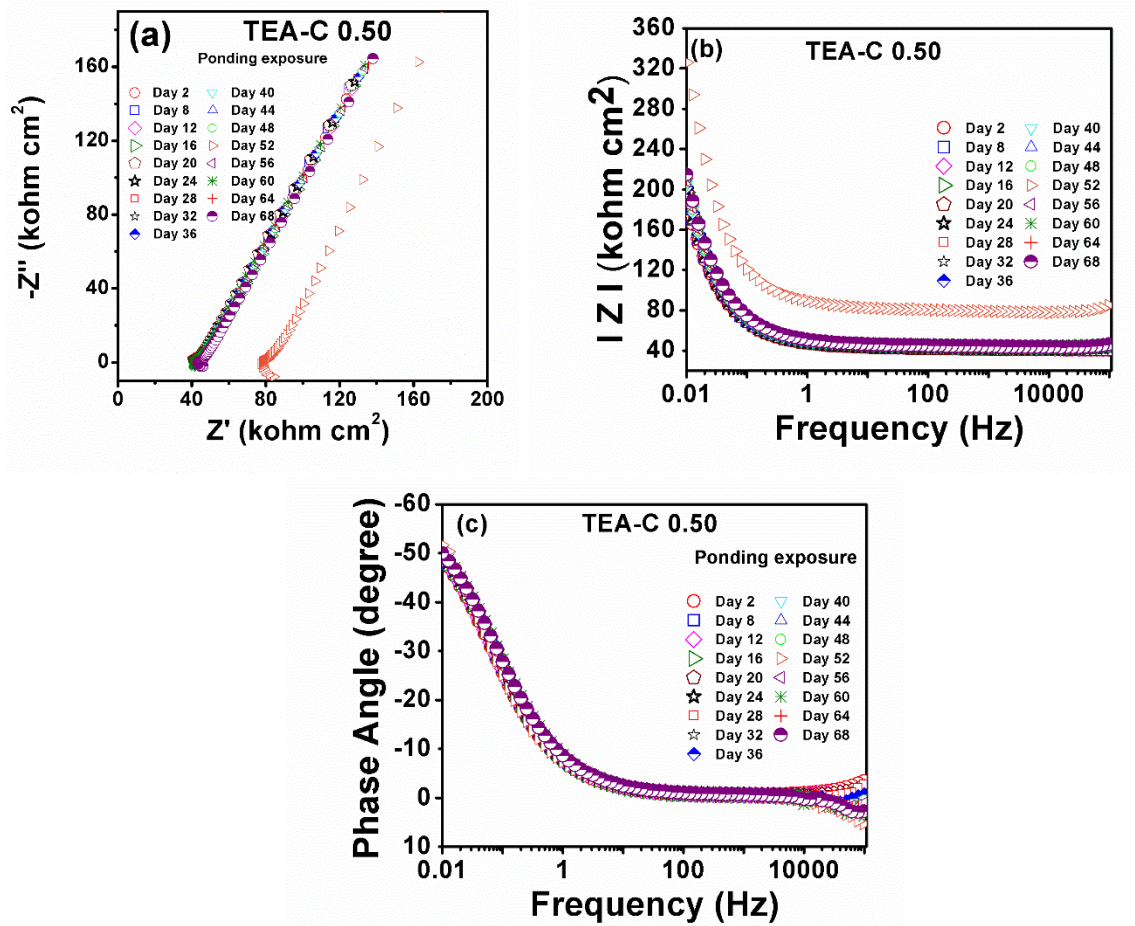 (a)
TEA-C 0.50
Ponding exposure
Day 2 Day 40
Day 8 Day 44
Day 12 Day 48
Day 16 Day 52
Day 20 Day 56
Day 24 Day 60
Day 28 Day 64
Day 32 Day 68
Day 36
160
120
80
40
0
-Z'' (kohm cm²)
0 40 80 120 160 200
Z' (kohm cm²)
(b)
TEA-C 0.50
Day 2 Day 40
Day 8 Day 44
Day 12 Day 48
Day 16 Day 52
Day 20 Day 56
Day 24 Day 60
Day 28 Day 64
Day 32 Day 68
Day 36
360
320
280
240
200
160
120
80
40
I Z I (kohm cm²)
0.01 1 100 10000
Frequency (Hz)
(c)
TEA-C 0.50
Ponding exposure
Day 2 Day 40
Day 8 Day 44
Day 12 Day 48
Day 16 Day 52
Day 20 Day 56
Day 24 Day 60
Day 28 Day 64
Day 32 Day 68
Day 36
-60
-50
-40
-30
-20
-10
0
10
Phase Angle (degree)
0.01 1 100 10000
Frequency (Hz)